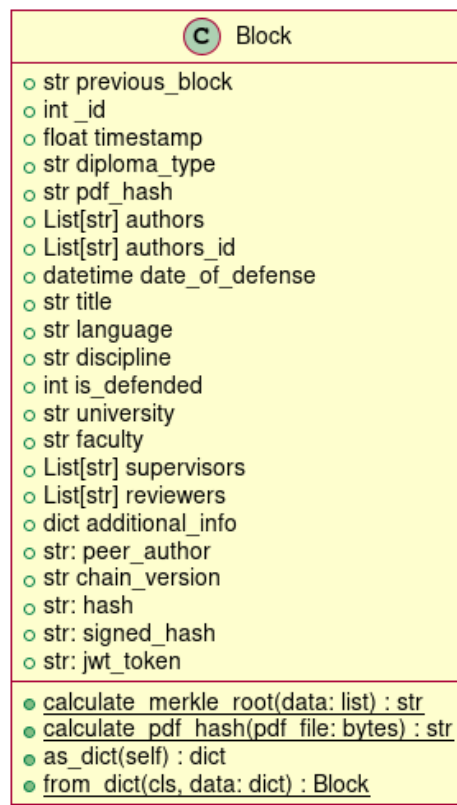 C Block
str previous_block
int _id
float timestamp
str diploma_type
str pdf_hash
List[str] authors
List[str] authors_id
datetime date_of_defense
str title
str language
str discipline
int is_defended
str university
str faculty
List[str] supervisors
List[str] reviewers
dict additional_info
str: peer_author
str chain_version
str: hash
str: signed_hash
str: jwt_token
calculate_merkle_root(data: list) : str
calculate_pdf_hash(pdf_file: bytes) : str
as_dict(self) : dict
from_dict(cls, data: dict) : Block